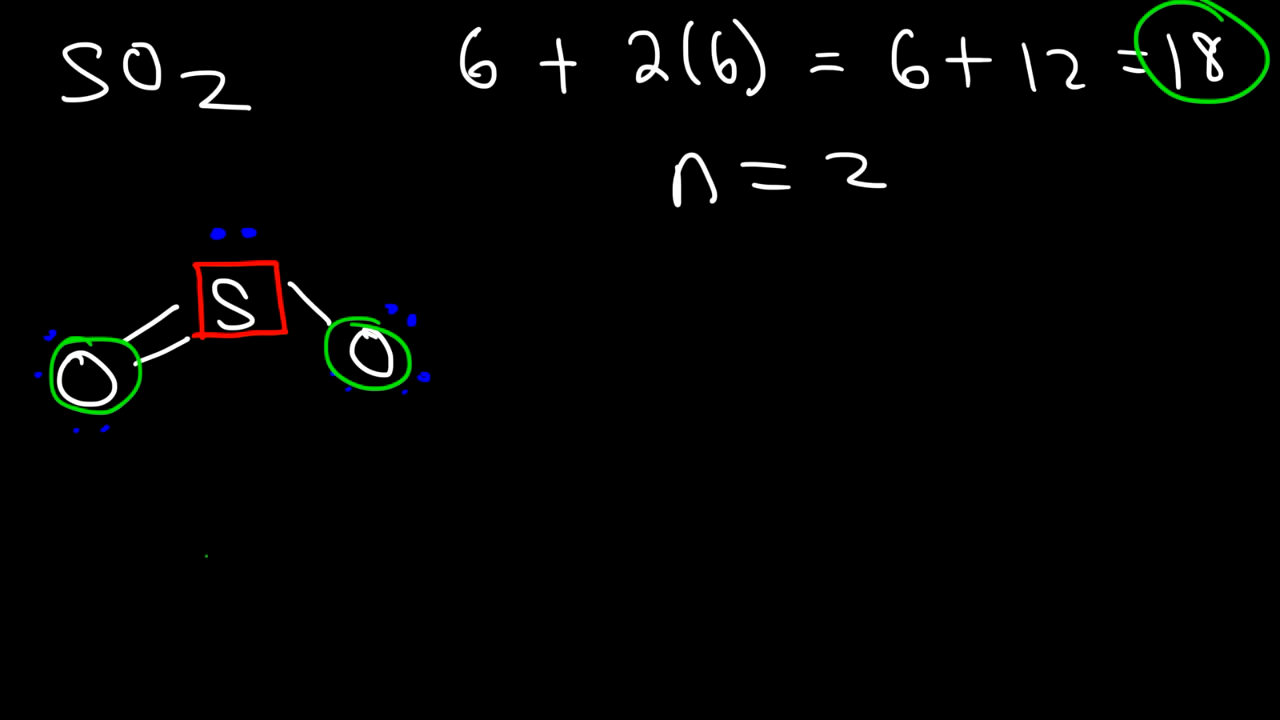 SO₂ 6 + 2(6) = 6 + 12 = 18
n = 2
S
O O